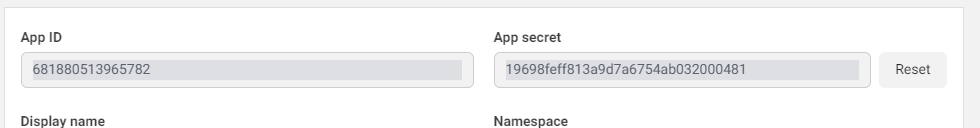 App ID
App secret
681880513965782
19698feff813a9d7a6754ab032000481
Reset
Display name
Namespace